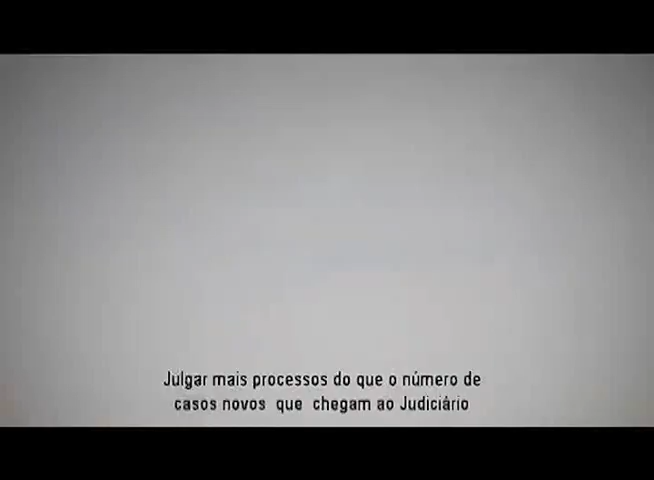 Julgar mais processos do que o número de
casos novos que chegam ao Judiciário